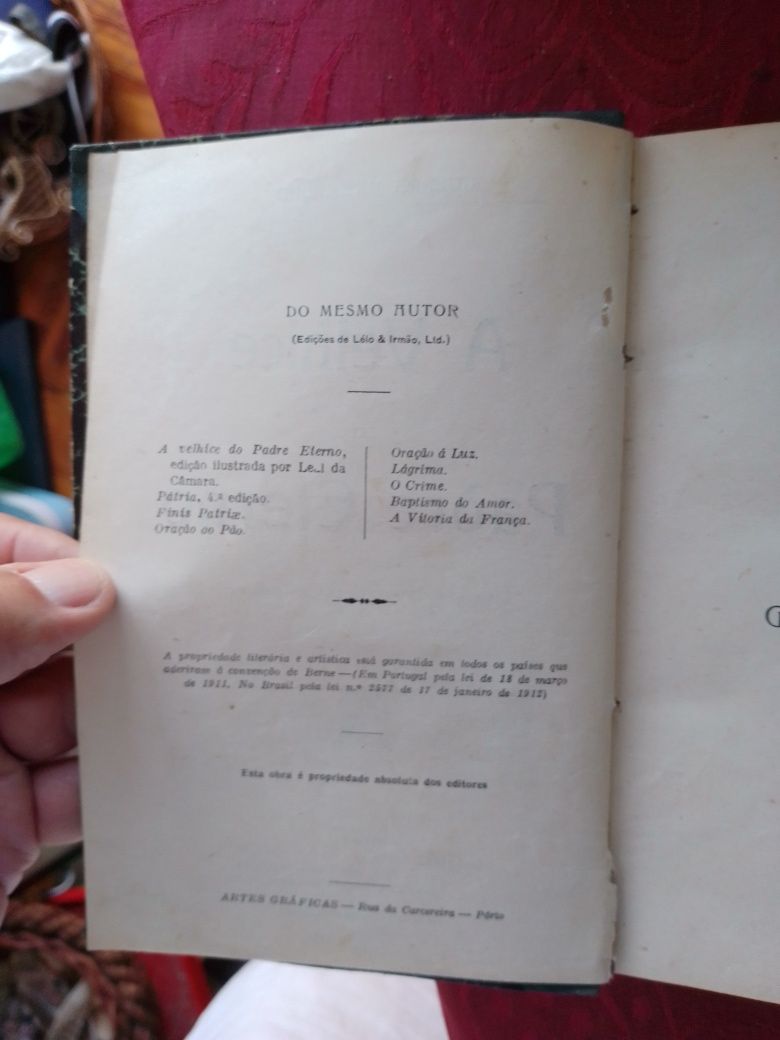 DO MESMO AUTOR
(Edições de Lélo & Irmão, Ltd.)
A velhice do Padre Eterno,
edição ilustrada por Leal da
Câmara.
Pátria, 4.ª edição.
Finis Patriæ.
Oração ao Pão.
Oração á Luz.
Lágrima.
O Crime.
Baptismo do Amor.
A Vitoria da França.
A propriedade literária e artística está garantida em todos os países que
aderiram á convenção de Berne — (Em Portugal pela lei de 18 de março
de 1911. No Brasil pela lei n.º 2577 de 17 de janeiro de 1912)
Esta obra é propriedade absoluta dos editores
ARTES GRÁFICAS — Rua da Cancereira — Pôrto
G